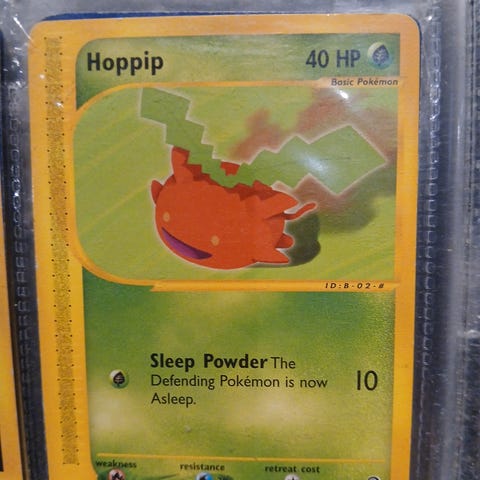 Hoppip 40 HP
Basic Pokémon
ID:B-02-#
Sleep Powder The
Defending Pokémon is now
Asleep.
10
weakness resistance retreat cost